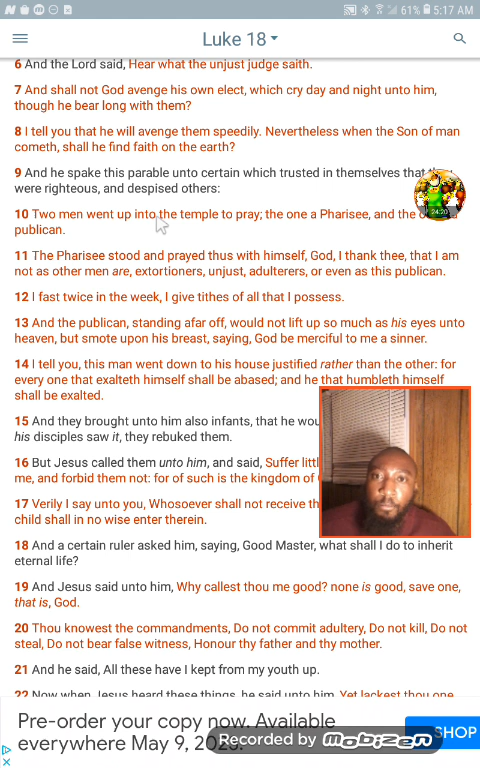 61% 5:17 AM
Luke 18
6 And the Lord said, Hear what the unjust judge saith.
7 And shall not God avenge his own elect, which cry day and night unto him,
though he bear long with them?
8 I tell you that he will avenge them speedily. Nevertheless when the Son of man
cometh, shall he find faith on the earth?
9 And he spake this parable unto certain which trusted in themselves that
were righteous, and despised others:
10 Two men went up into the temple to pray; the one a Pharisee, and the
24:20
publican.
11 The Pharisee stood and prayed thus with himself, God, I thank thee, that I am
not as other men are, extortioners, unjust, adulterers, or even as this publican.
12 I fast twice in the week, I give tithes of all that I possess.
13 And the publican, standing afar off, would not lift up so much as his eyes unto
heaven, but smote upon his breast, saying, God be merciful to me a sinner.
14 I tell you, this man went down to his house justified rather than the other: for
every one that exalteth himself shall be abased; and he that humbleth himself
shall be exalted.
15 And they brought unto him also infants, that he
his disciples saw it, they rebuked them.
16 But Jesus called them unto him, and said, Suffer
me, and forbid them not: for of such is the kingdom of
17 Verily I say unto you, Whosoever shall not receive
child shall in no wise enter therein.
18 And a certain ruler asked him, saying, Good Master, what shall I do to inherit
eternal life?
19 And Jesus said unto him, Why callest thou me good? none is good, save one,
that is, God.
20 Thou knowest the commandments, Do not commit adultery, Do not kill, Do not
steal, Do not bear false witness, Honour thy father and thy mother.
21 And he said, All these have I kept from my youth up.
22 Now when Jesus heard these things, he said unto him, Yet lackest thou one
Pre-order your copy now. Available
everywhere May 9,
SHOP
Recorded by Mobizen